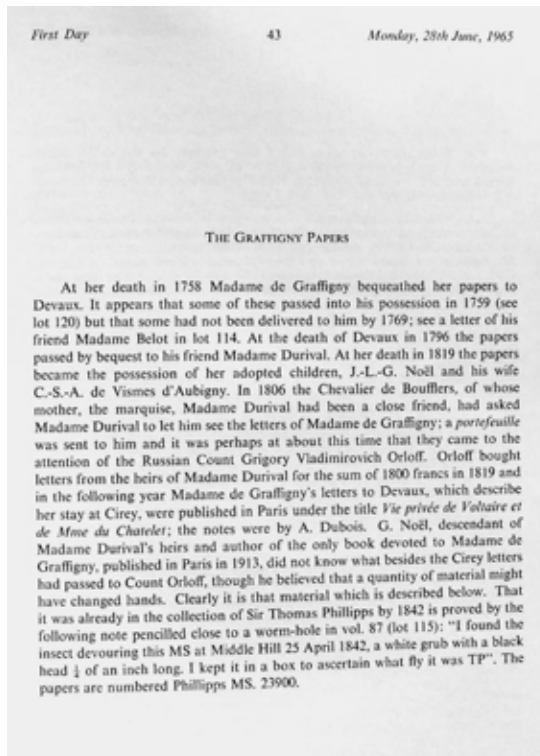 First Day 43 Monday, 28th June, 1965
THE GRAFFIGNY PAPERS
At her death in 1758 Madame de Graffigny bequeathed her papers to
Devaux. It appears that some of these passed into his possession in 1759 (see
lot 120) but that some had not been delivered to him by 1769; see a letter of his
friend Madame Belot in lot 114. At the death of Devaux in 1796 the papers
passed by bequest to his friend Madame Durival. At her death in 1819 the papers
became the possession of her adopted children, J.-L.-G. Noël and his wife
C.-S.-A. de Vismes d'Aubigny. In 1806 the Chevalier de Boufflers, of whose
mother, the marquise, Madame Durival had been a close friend, had asked
Madame Durival to let him see the letters of Madame de Graffigny; a portefeuille
was sent to him and it was perhaps at about this time that they came to the
attention of the Russian Count Grigory Vladimirovich Orloff. Orloff bought
letters from the heirs of Madame Durival for the sum of 1800 francs in 1819 and
in the following year Madame de Graffigny's letters to Devaux, which describe
her stay at Cirey, were published in Paris under the title Vie privée de Voltaire et
de Mme du Chatelet; the notes were by A. Dubois. G. Noël, descendant of
Madame Durival's heirs and author of the only book devoted to Madame de
Graffigny, published in Paris in 1913, did not know what besides the Cirey letters
had passed to Count Orloff, though he believed that a quantity of material might
have changed hands. Clearly it is that material which is described below. That
it was already in the collection of Sir Thomas Phillipps by 1842 is proved by the
following note pencilled close to a worm-hole in vol. 87 (lot 115): "I found the
insect devouring this MS at Middle Hill 25 April 1842, a white grub with a black
head of an inch long. I kept it in a box to ascertain what fly it was TP". The
papers are numbered Phillipps MS. 23900.